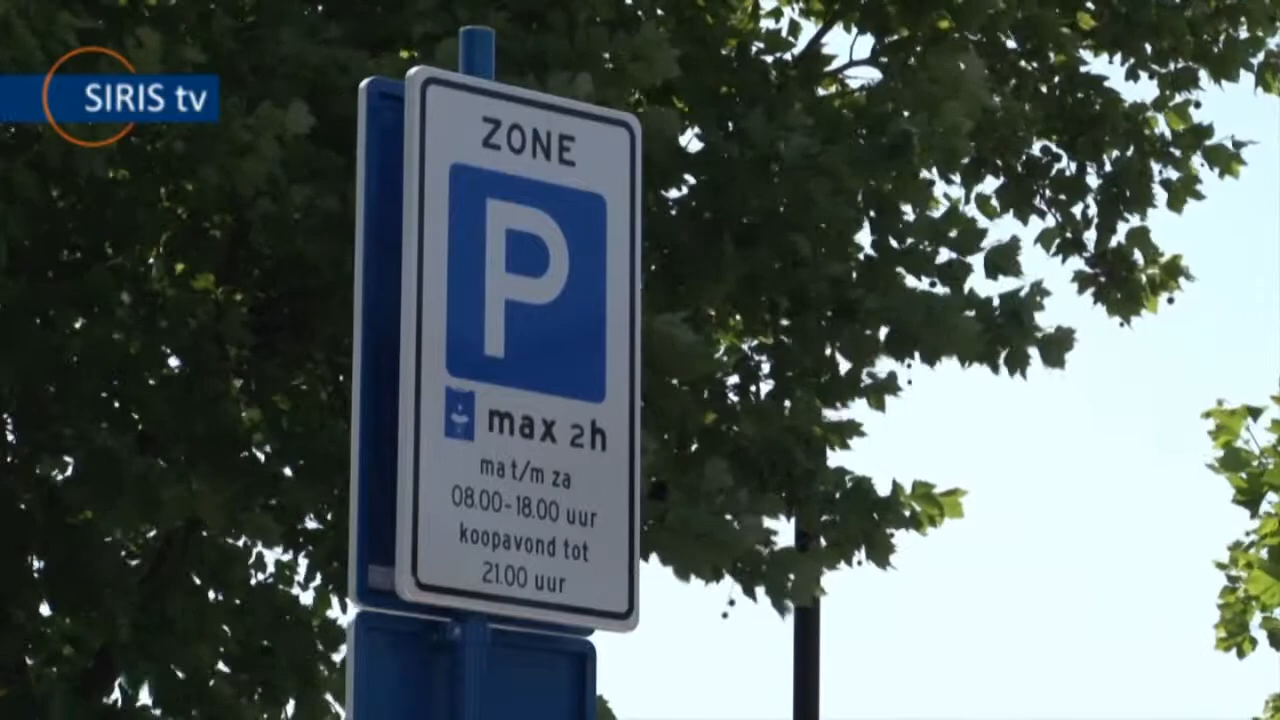 SIRIS tv
ZONE
P
max 2h
ma t/m za
08.00-18.00 uur
koopavond tot
21.00 uur